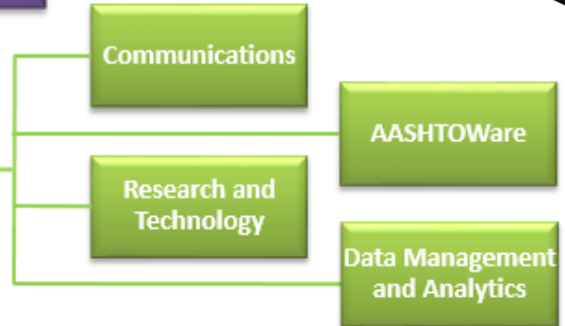 Communications
AASHTOWare
Research and
Technology
Data Management
and Analytics